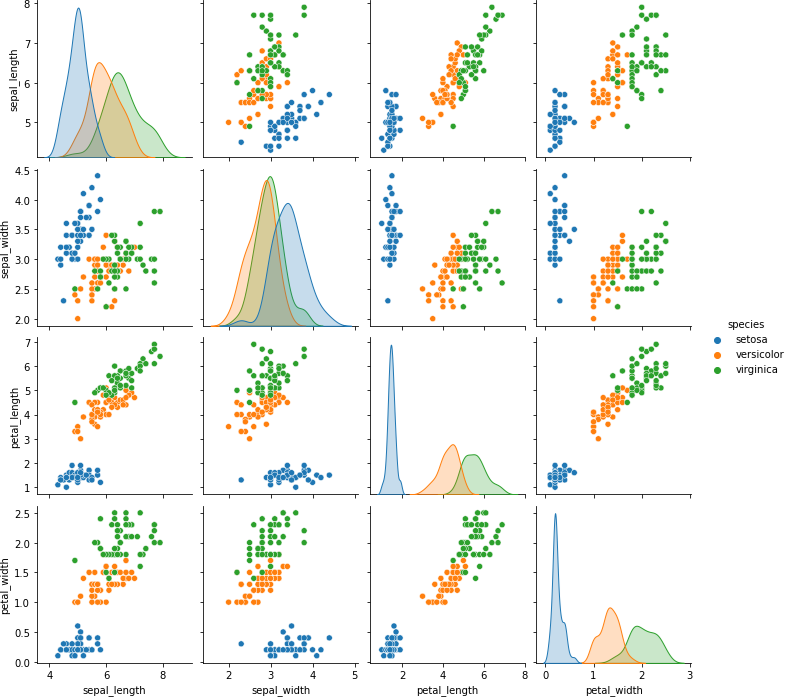 8
7
6
5
sepal_length
4.5
4.0
3.5
3.0
2.5
2.0
sepal_width
species
setosa
versicolor
virginica
7
6
5
4
3
2
1
petal_length
2.5
2.0
1.5
1.0
0.5
0.0
petal_width
4 6 8 2 3 4 5 2 4 6 8 0 1 2 3
sepal_length sepal_width petal_length petal_width